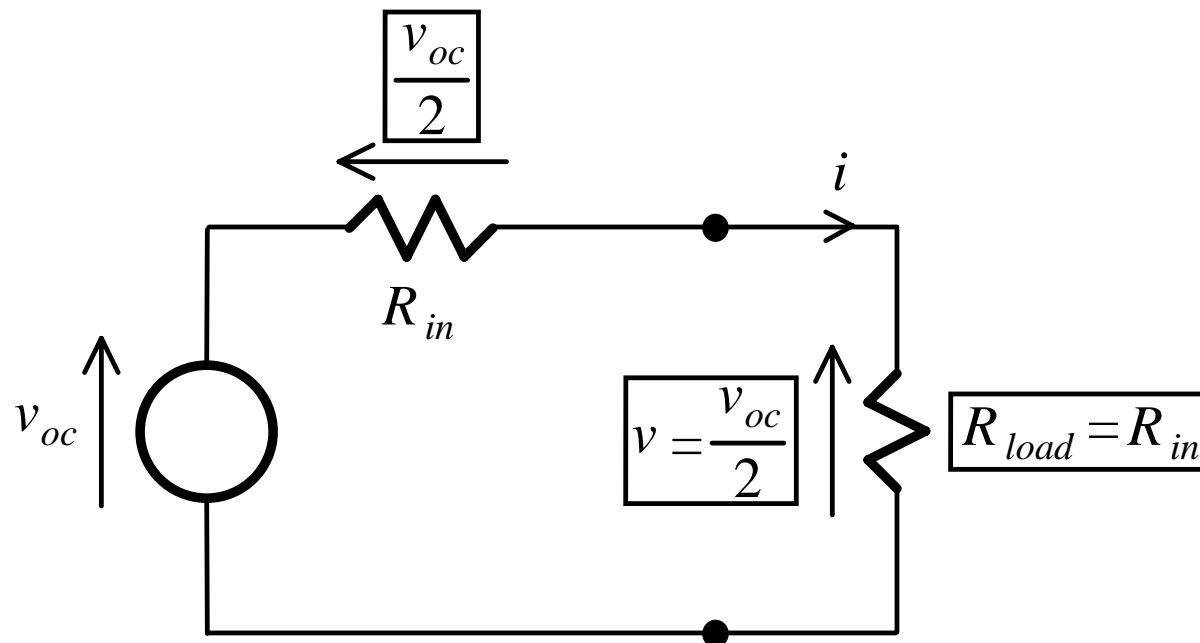 v_oc
2
i
R_in
v_oc
v = v_oc
2
R_load = R_in